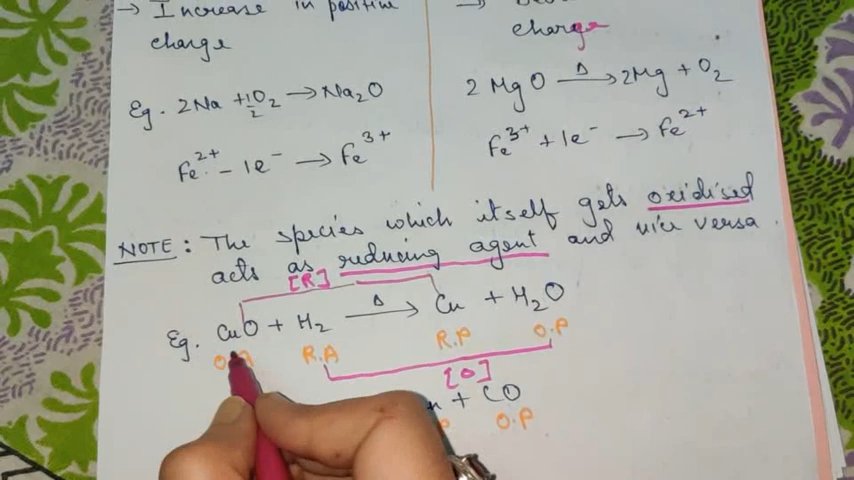 → Increase in positive
charge
Eg. 2Na + 1/2 O₂ → Na₂O
Fe²⁺ - 1e⁻ → Fe³⁺
→
charge
2 MgO —Δ→ 2Mg + O₂
Fe³⁺ + 1e⁻ → Fe²⁺
NOTE : The species which itself gets oxidised
acts as reducing agent and vice versa.
[R]
Eg. CuO + H₂ —Δ→ Cu + H₂O
R.A R.P O.P
[O]
+ CO
O.P